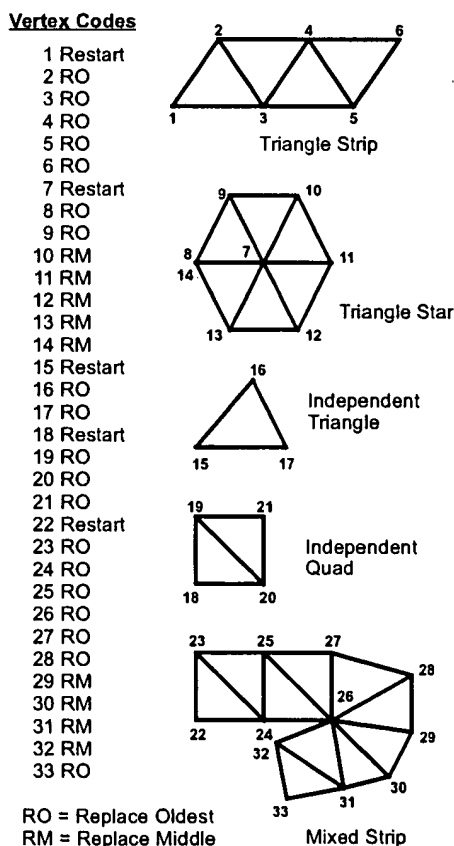 Vertex Codes
1 Restart
2 RO
3 RO
4 RO
5 RO
6 RO
7 Restart
8 RO
9 RO
10 RM
11 RM
12 RM
13 RM
14 RM
15 Restart
16 RO
17 RO
18 Restart
19 RO
20 RO
21 RO
22 Restart
23 RO
24 RO
25 RO
26 RO
27 RO
28 RO
29 RM
30 RM
31 RM
32 RM
33 RO
RO = Replace Oldest
RM = Replace Middle
2 4 6
1 3 5
Triangle Strip
9 10
8 7 11
14
13 12
Triangle Star
16
15 17
Independent
Triangle
19 21
18 20
Independent
Quad
23 25 27
28
26
22 24
29
32
30
31
33
Mixed Strip